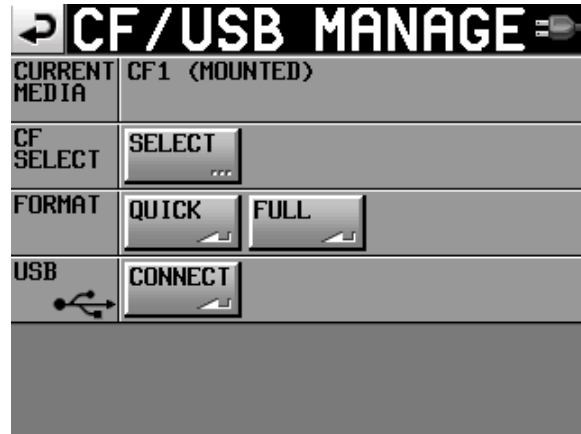 CF/USB MANAGE
CURRENT MEDIA
CF1 (MOUNTED)
CF SELECT
SELECT
...
FORMAT
QUICK
FULL
USB
CONNECT